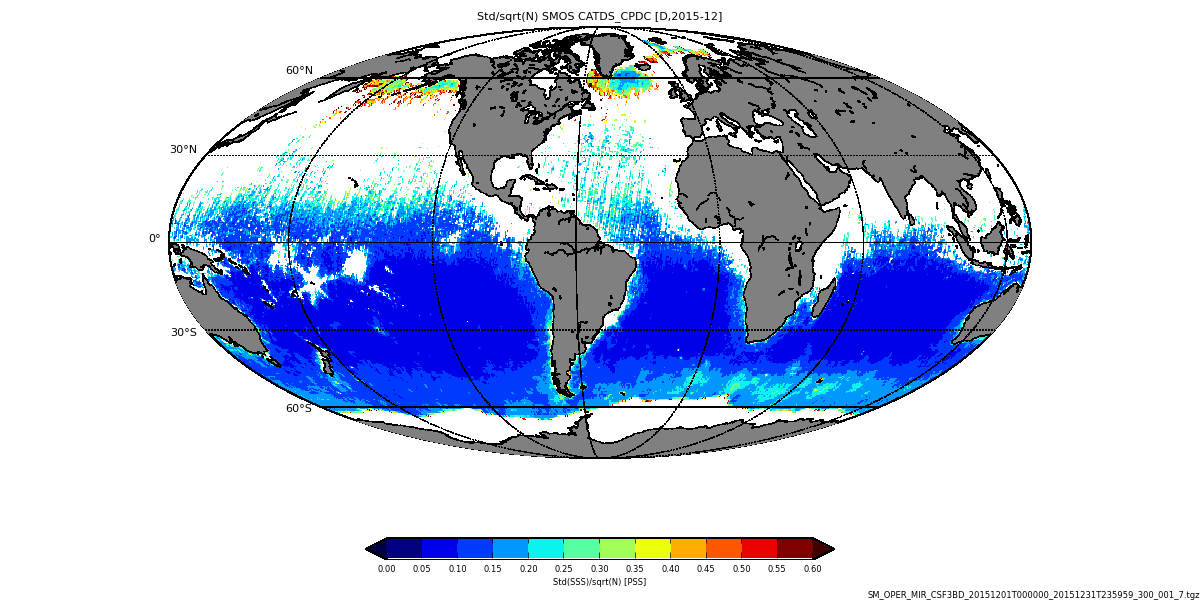 Std/sqrt(N) SMOS CATDS_CPDC [D,2015-12]
60°N
30°N
0°
30°S
60°S
0.00 0.05 0.10 0.15 0.20 0.25 0.30 0.35 0.40 0.45 0.50 0.55 0.60
Std(SSS)/sqrt(N) [PSS]
SM_OPER_MIR_CSF3BD_20151201T000000_20151231T235959_300_001_7.tgz